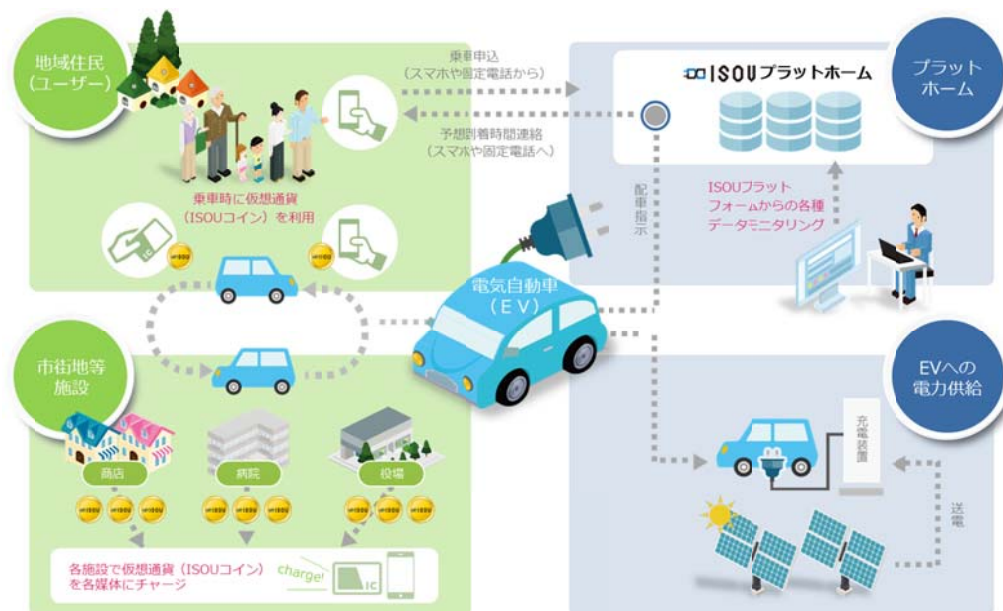 地域住民
(ユーザー)
乗車申込
(スマホや固定電話から)
予想到着時間連絡
(スマホや固定電話へ)
乗車時に仮想通貨
(ISOUコイン)を利用
IC
ISOUプラットホーム
プラット
ホーム
ISOUプラット
フォームからの各種
データモニタリング
配車指示
電気自動車
(EV)
市街地等
施設
商店
病院
役場
各施設で仮想通貨(ISOUコイン)
を各媒体にチャージ
charge!
IC
EVへの
電力供給
充電装置
送電